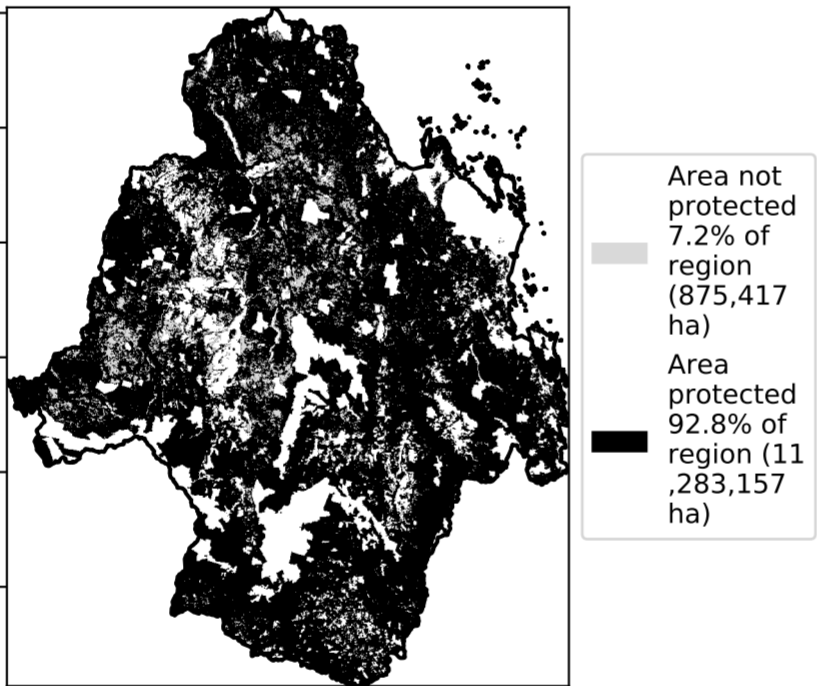 Area not
protected
7.2% of
region
(875,417
ha)
Area
protected
92.8% of
region (11
,283,157
ha)